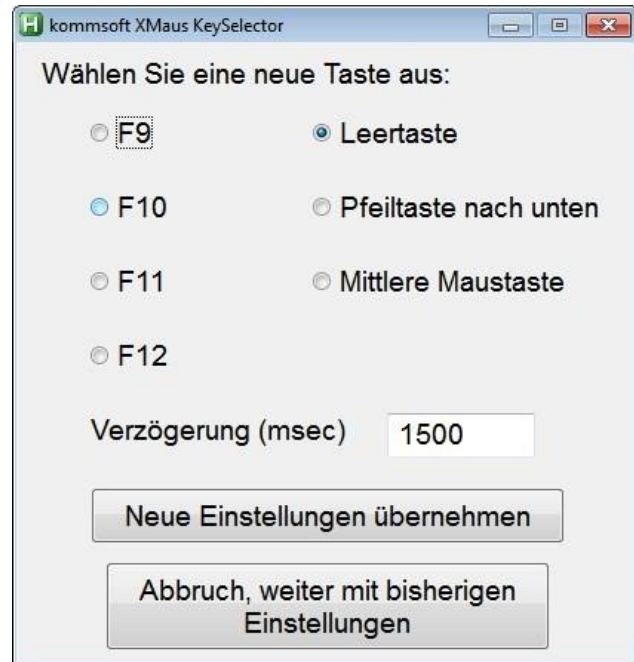 kommsoft XMaus KeySelector
Wählen Sie eine neue Taste aus:
F9
Leertaste
F10
Pfeiltaste nach unten
F11
Mittlere Maustaste
F12
Verzögerung (msec)
1500
Neue Einstellungen übernehmen
Abbruch, weiter mit bisherigen
Einstellungen